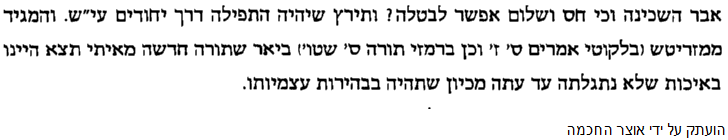 אבר השכינה וכי חס ושלום אפשר לבטלה? ותירץ שיהיה התפילה דרך יחודים עי״ש. והמגיד
ממזריטש (בלקוטי אמרים ס׳ ז׳ וכן ברמזי תורה ס׳ שטו׳) ביאר שתורה חדשה מאיתי תצא היינו
באיכות שלא נתגלתה עד עתה מכיון שתהיה בבהירות עצמיותו.
הועתק על ידי אוצר החכמה